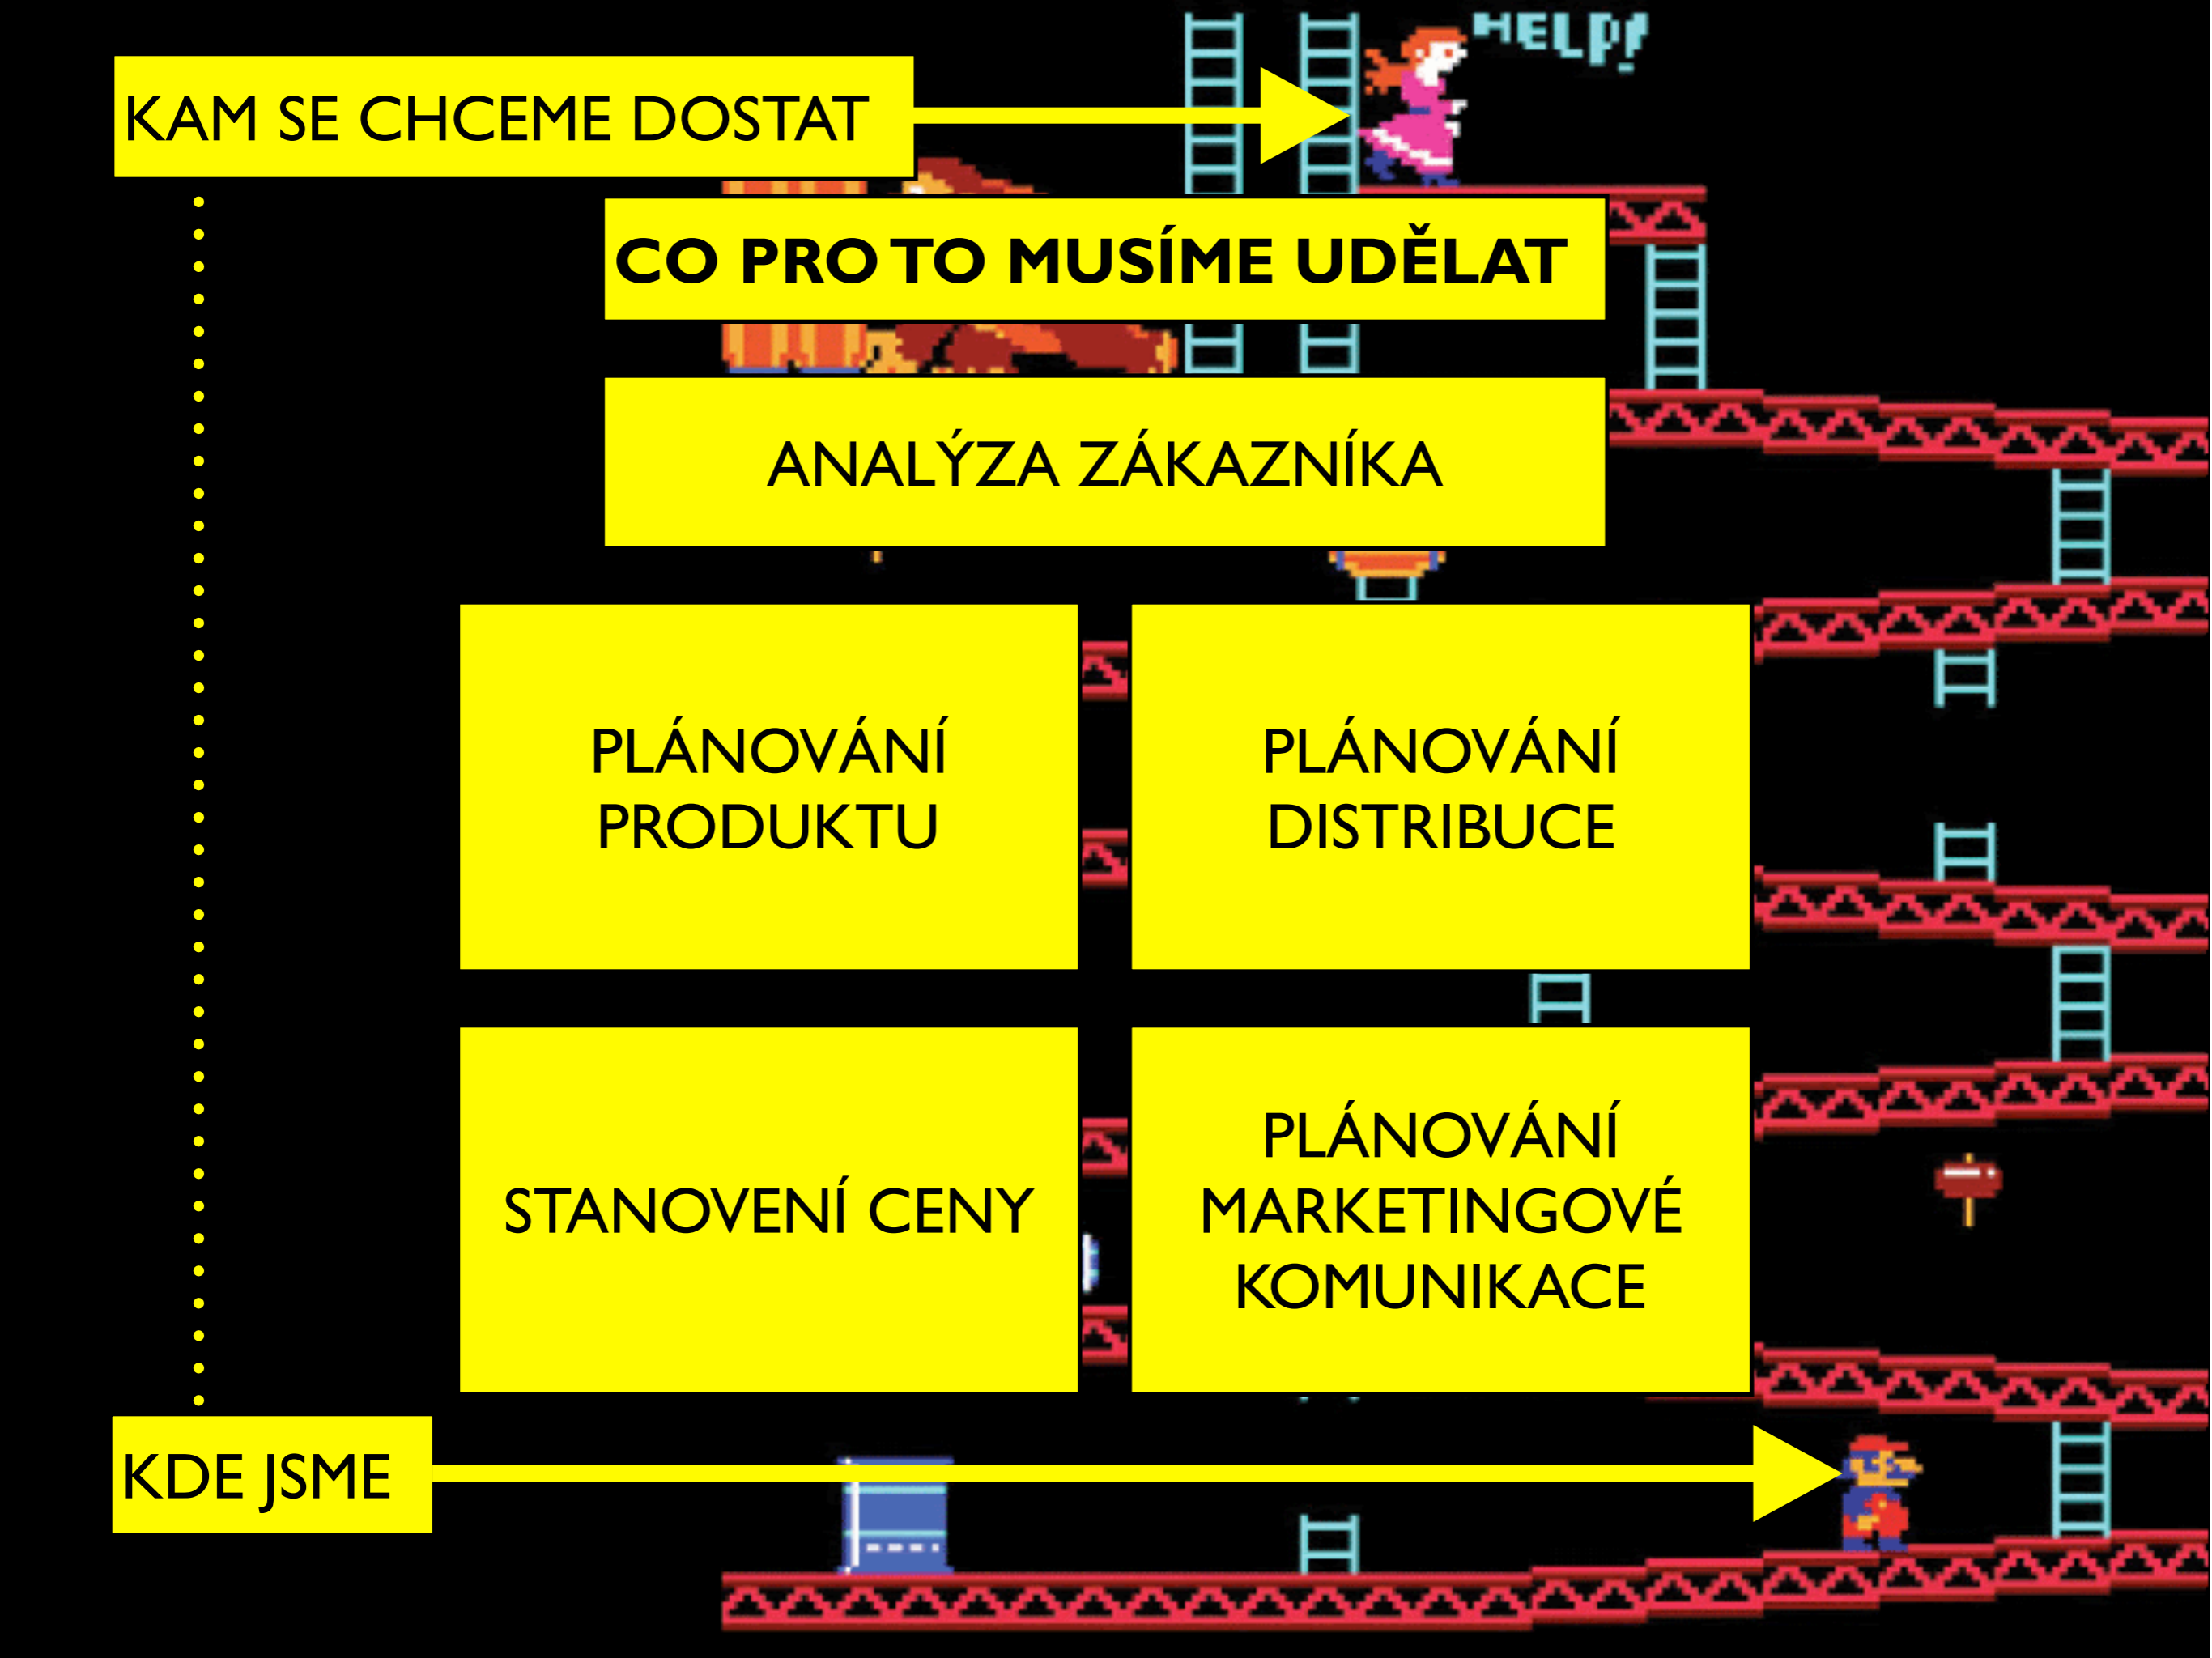 HELP!
KAM SE CHCEME DOSTAT
CO PRO TO MUSÍME UDĚLAT
ANALÝZA ZÁKAZNÍKA
PLÁNOVÁNÍ
PRODUKTU
PLÁNOVÁNÍ
DISTRIBUCE
STANOVENÍ CENY
PLÁNOVÁNÍ
MARKETINGOVÉ
KOMUNIKACE
KDE JSME